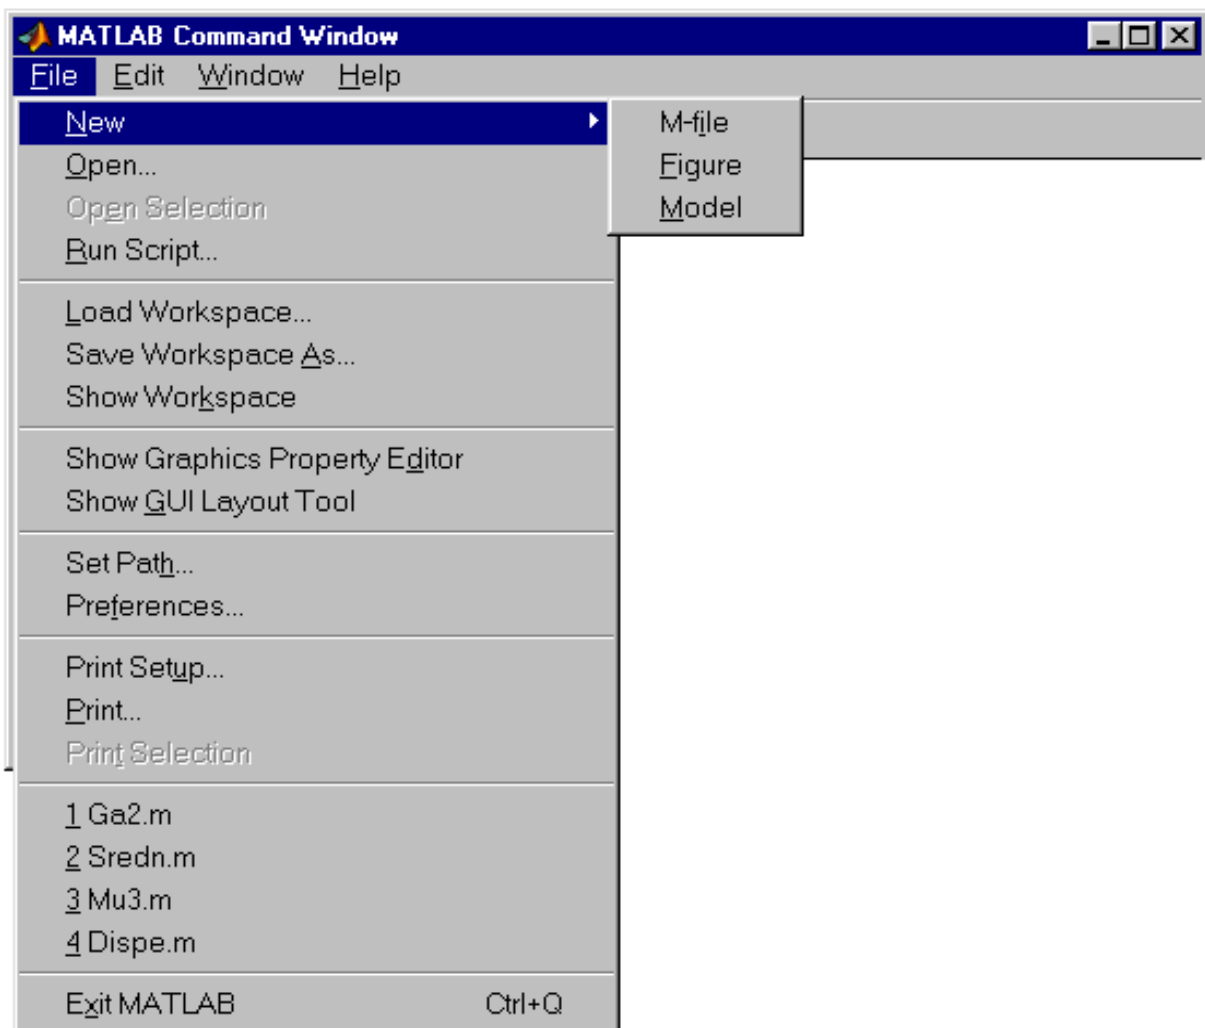 MATLAB Command Window
File Edit Window Help
New M-file
Open... Figure
Open Selection Model
Run Script...
Load Workspace...
Save Workspace As...
Show Workspace
Show Graphics Property Editor
Show GUI Layout Tool
Set Path...
Preferences...
Print Setup...
Print...
Print Selection
1 Ga2.m
2 Sredn.m
3 Mu3.m
4 Dispe.m
Exit MATLAB Ctrl+Q